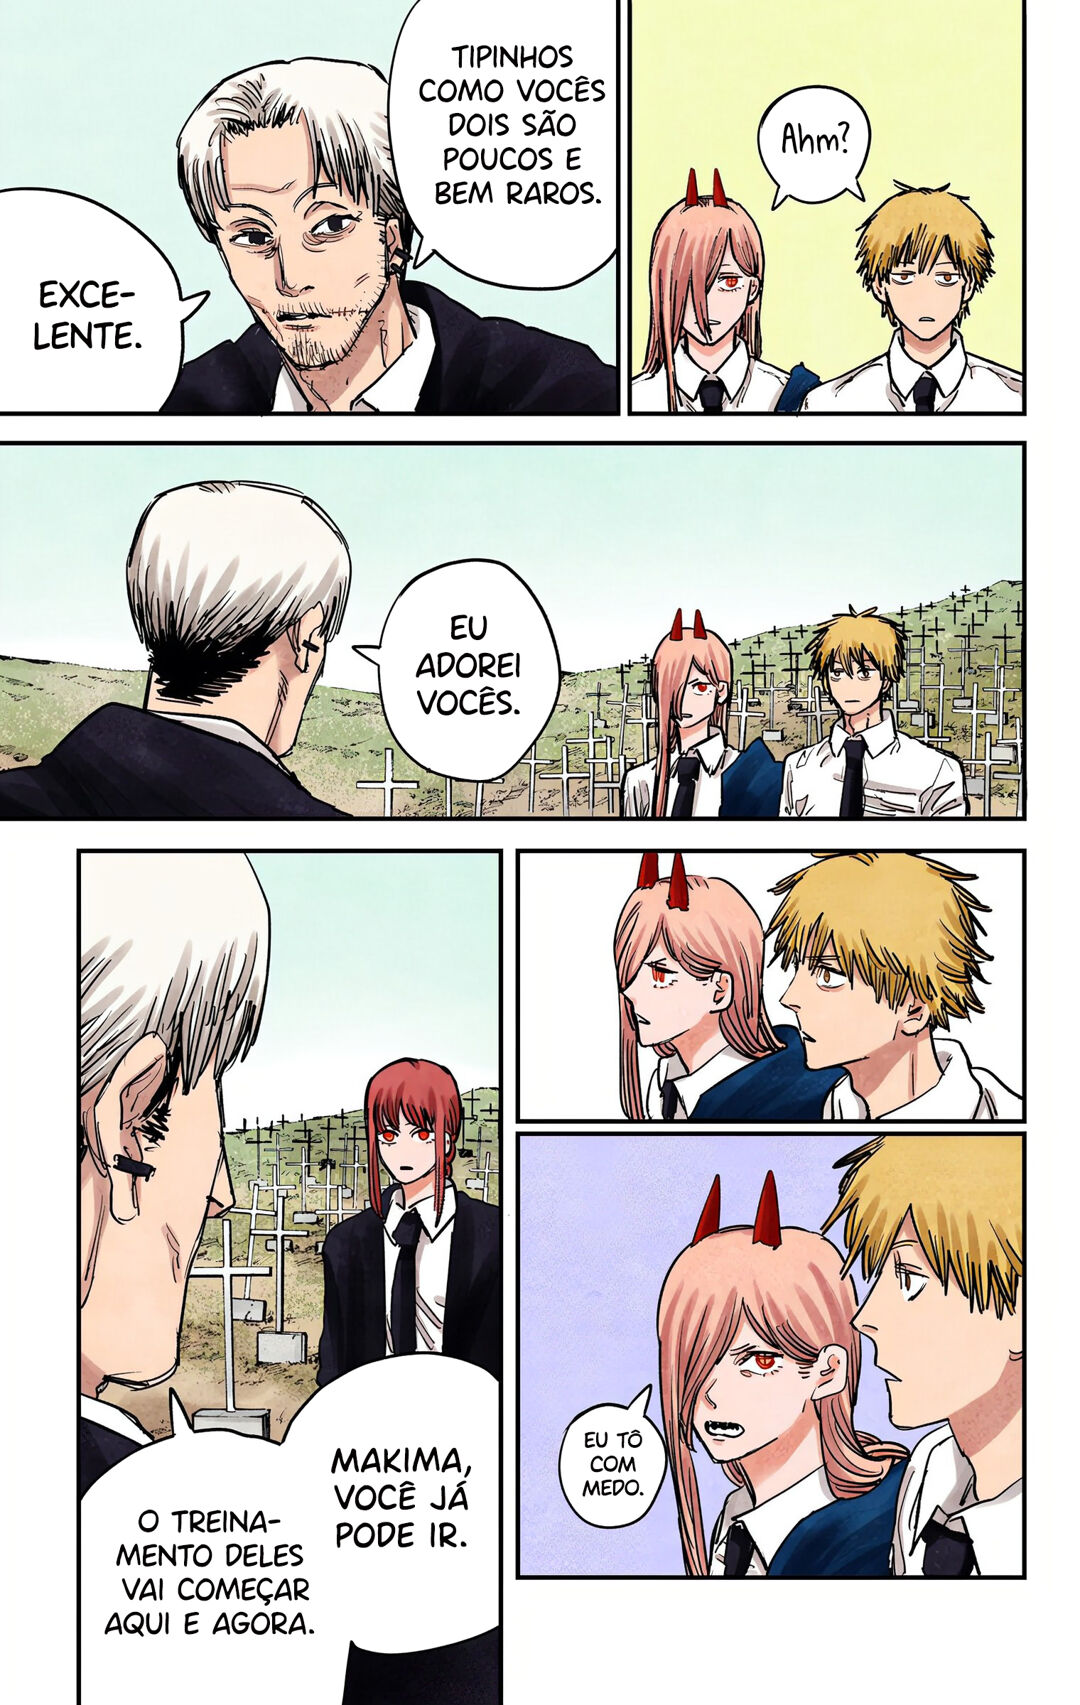 Ahm?
TIPINHOS
COMO VOCÊS
DOIS SÃO
POUCOS E
BEM RAROS.
EXCE-
LENTE.
EU
ADOREI
VOCÊS.
EU TÔ
COM
MEDO.
MAKIMA,
VOCÊ JÁ
PODE IR.
O TREINA-
MENTO DELES
VAI COMEÇAR
AQUI E AGORA.